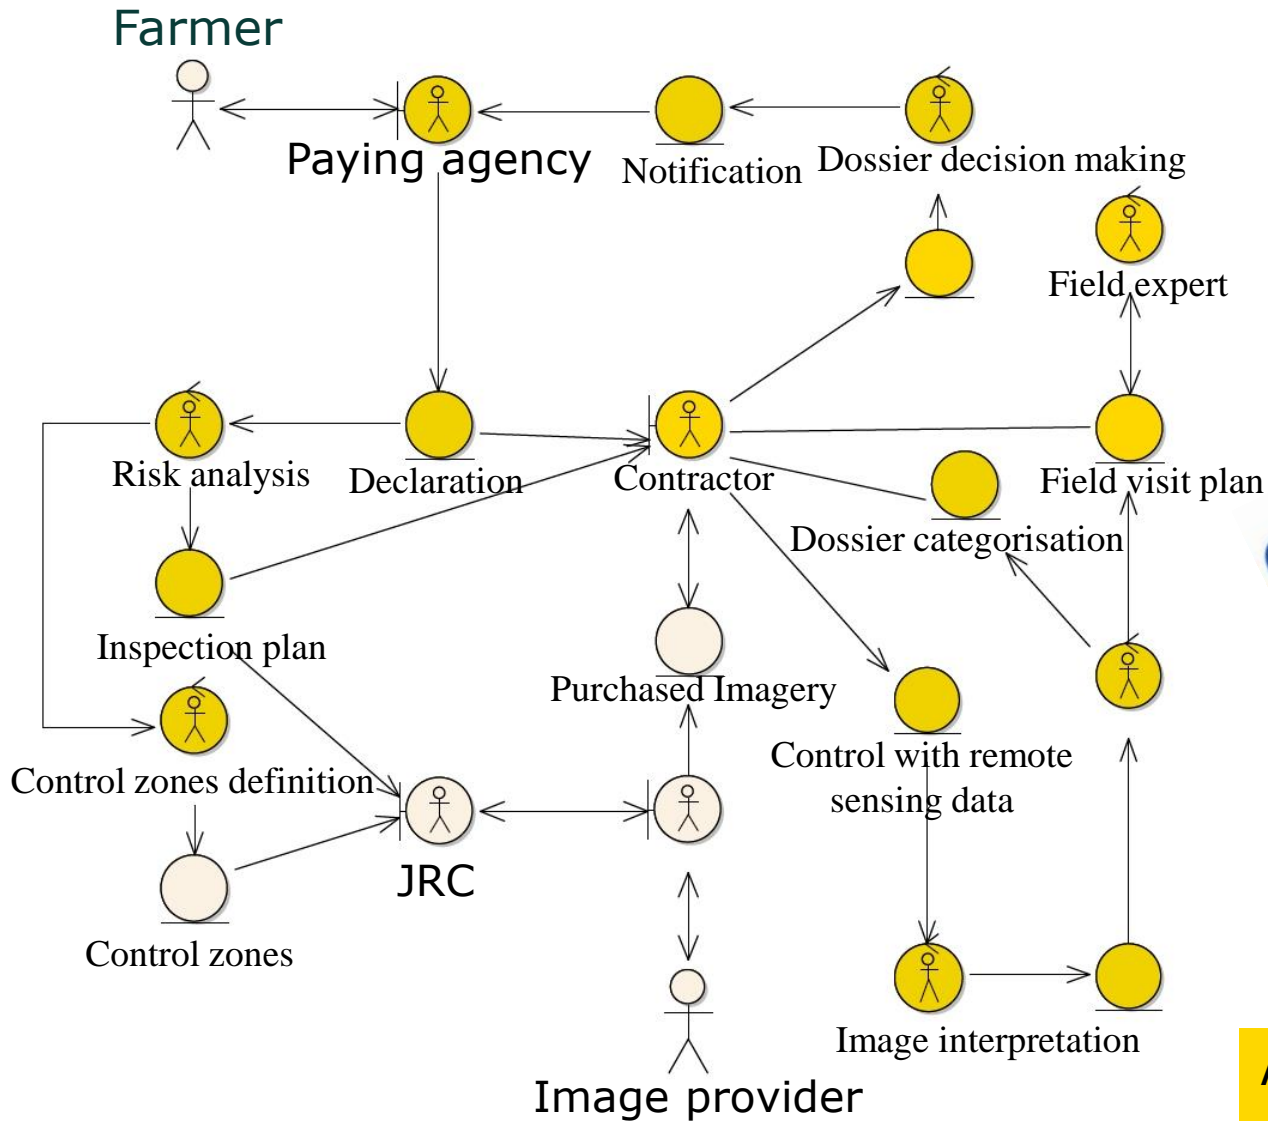 Farmer
Paying agency
Notification
Dossier decision making
Field expert
Risk analysis
Declaration
Contractor
Field visit plan
Dossier categorisation
Inspection plan
Purchased Imagery
Control with remote
sensing data
Control zones definition
JRC
Control zones
Image interpretation
Image provider